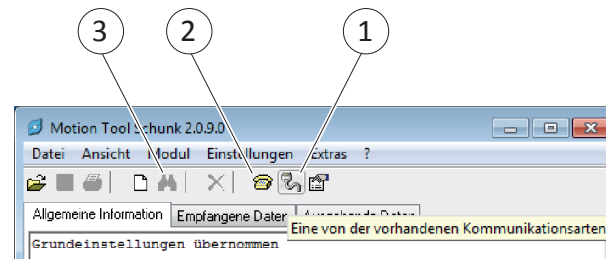 3 2 1
Motion Tool Schunk 2.0.9.0
Datei Ansicht Modul Einstellungen Extras ?
Allgemeine Information Empfangene Daten
Eine von der vorhandenen Kommunikationsarten
Grundeinstellungen übernommen